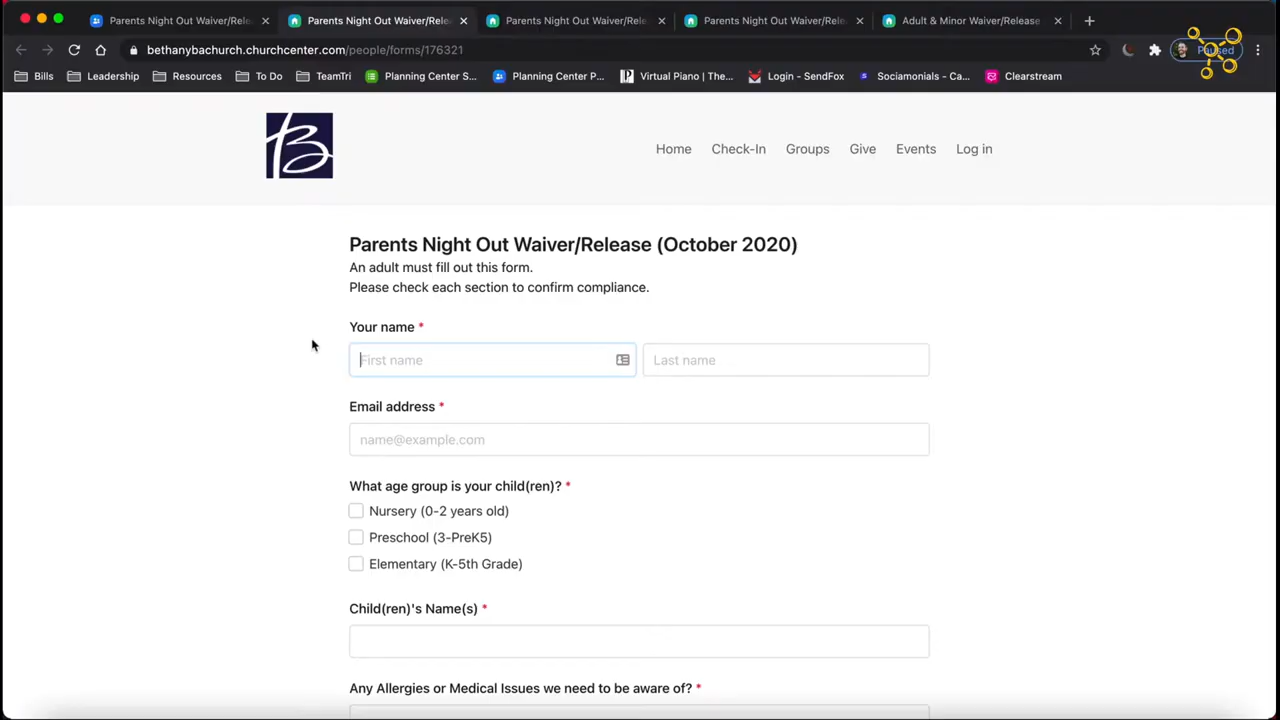 Parents Night Out Waiver/Rele
Parents Night Out Waiver/Rele
Parents Night Out Waiver/Rele
Parents Night Out Waiver/Rele
Adult & Minor Waiver/Release
bethanybachurch.churchcenter.com/people/forms/176321
Paused
Bills
Leadership
Resources
To Do
TeamTri
Planning Center S...
Planning Center P...
Virtual Piano | The...
Login - SendFox
Sociamonials - Ca...
Clearstream
B
Home
Check-In
Groups
Give
Events
Log in
Parents Night Out Waiver/Release (October 2020)
An adult must fill out this form.
Please check each section to confirm compliance.
Your name *
First name
Last name
Email address *
name@example.com
What age group is your child(ren)? *
Nursery (0-2 years old)
Preschool (3-PreK5)
Elementary (K-5th Grade)
Child(ren)'s Name(s) *
Any Allergies or Medical Issues we need to be aware of? *